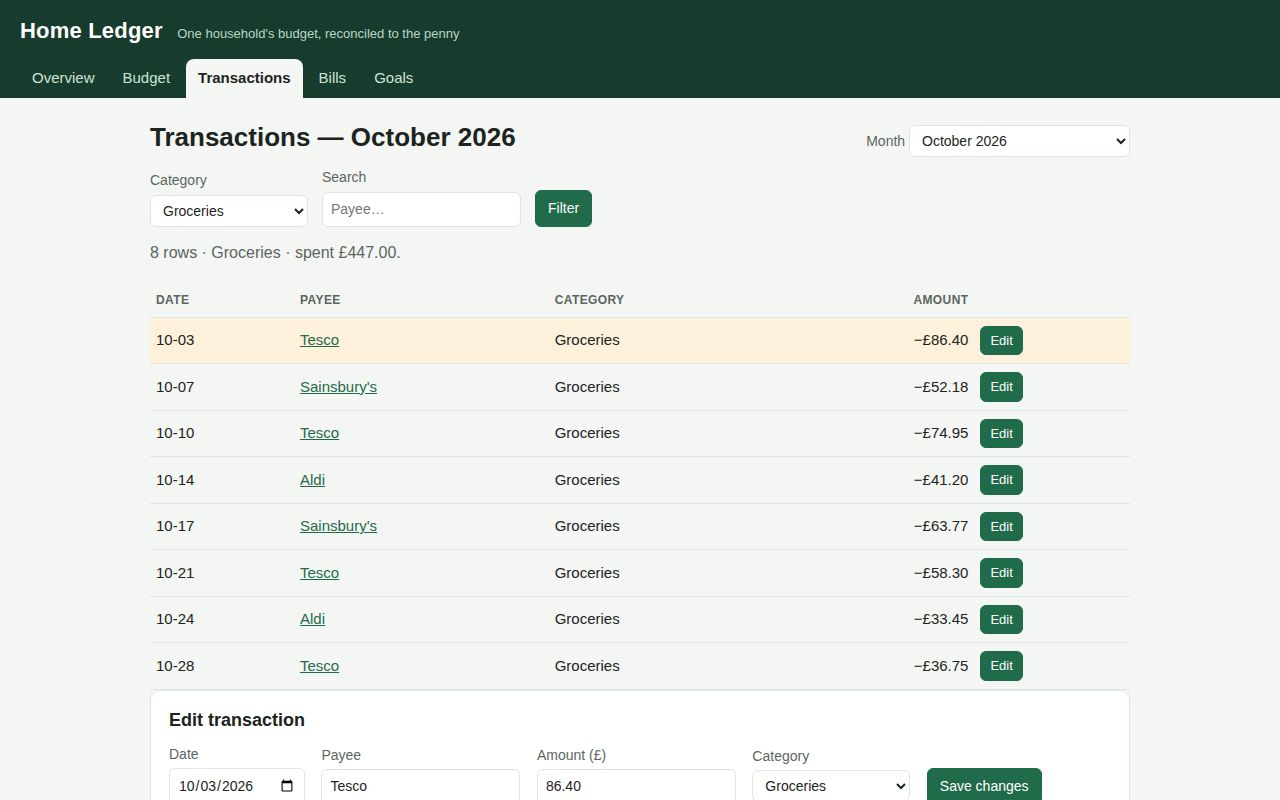 Home Ledger One household's budget, reconciled to the penny
Overview Budget Transactions Bills Goals
Transactions — October 2026
Month October 2026
Category Search
Groceries Payee… Filter
8 rows · Groceries · spent £447.00.
DATE PAYEE CATEGORY AMOUNT
10-03 Tesco Groceries −£86.40 Edit
10-07 Sainsbury's Groceries −£52.18 Edit
10-10 Tesco Groceries −£74.95 Edit
10-14 Aldi Groceries −£41.20 Edit
10-17 Sainsbury's Groceries −£63.77 Edit
10-21 Tesco Groceries −£58.30 Edit
10-24 Aldi Groceries −£33.45 Edit
10-28 Tesco Groceries −£36.75 Edit
Edit transaction
Date Payee Amount (£) Category
10/03/2026 Tesco 86.40 Groceries Save changes